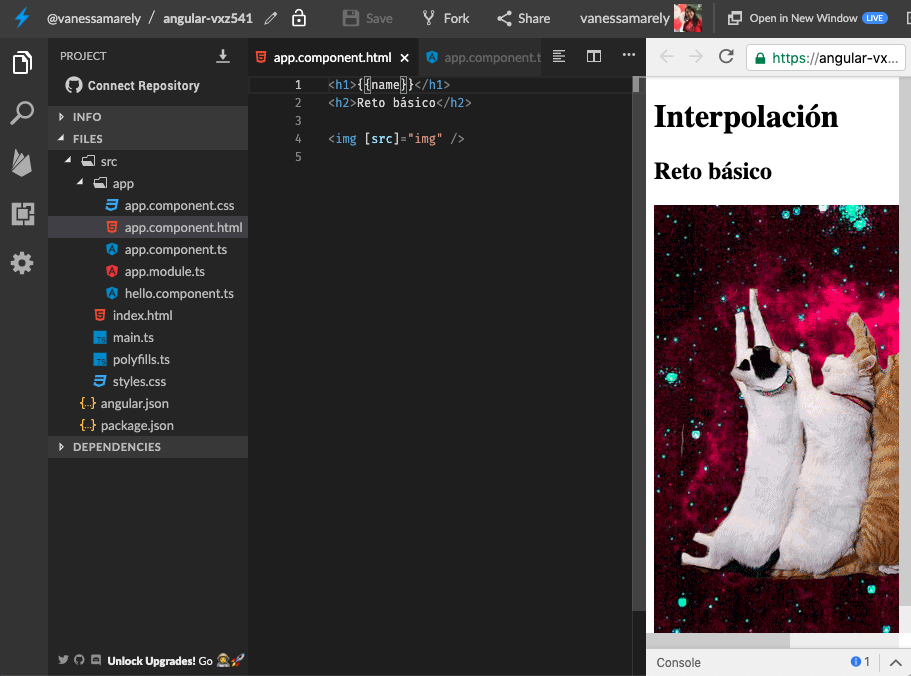 @vanessamarely / angular-vxz541
Save
Fork
Share
vanessamarely
Open in New Window LIVE
PROJECT
Connect Repository
INFO
FILES
src
app
app.component.css
app.component.html
app.component.ts
app.module.ts
hello.component.ts
index.html
main.ts
polyfills.ts
styles.css
{..} angular.json
{..} package.json
DEPENDENCIES
Unlock Upgrades! Go
app.component.html × app.component.t
1 <h1>{{name}}</h1>
2 <h2>Reto básico</h2>
3
4 <img [src]="img" />
5
https://angular-vx...
Interpolación
Reto básico
Console 1